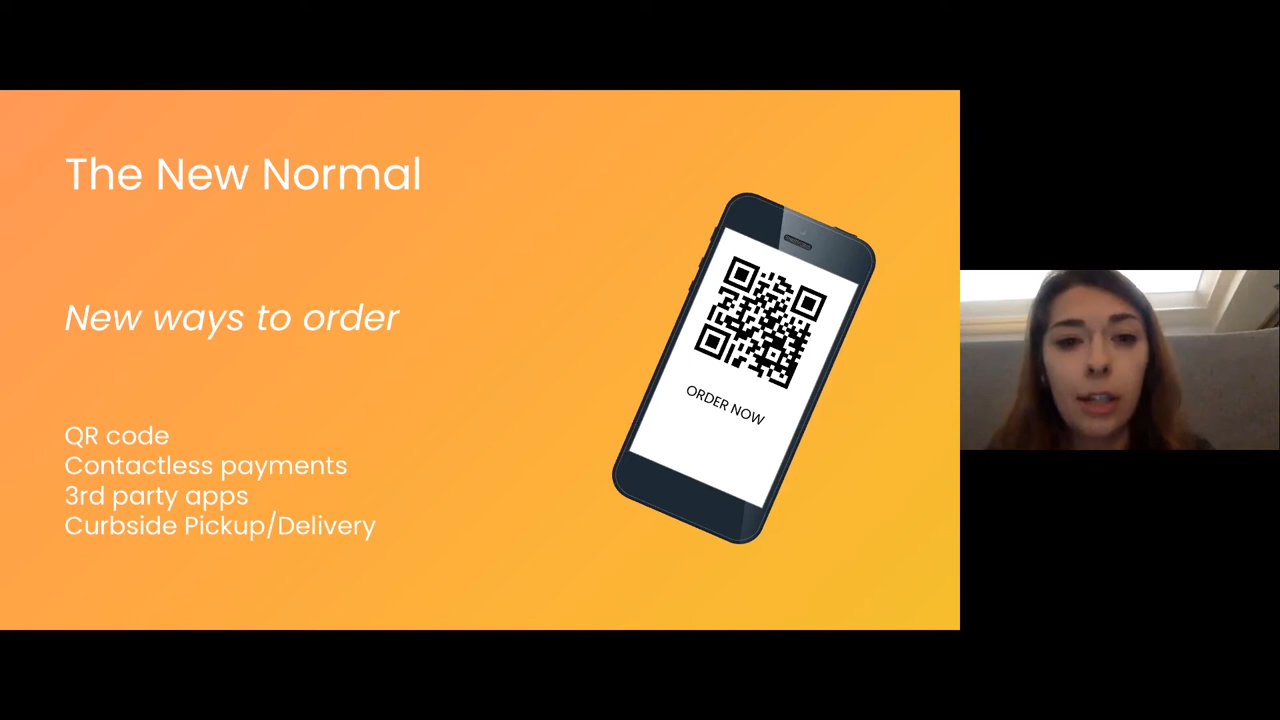 The New Normal
New ways to order
QR code
Contactless payments
3rd party apps
Curbside Pickup/Delivery
ORDER NOW